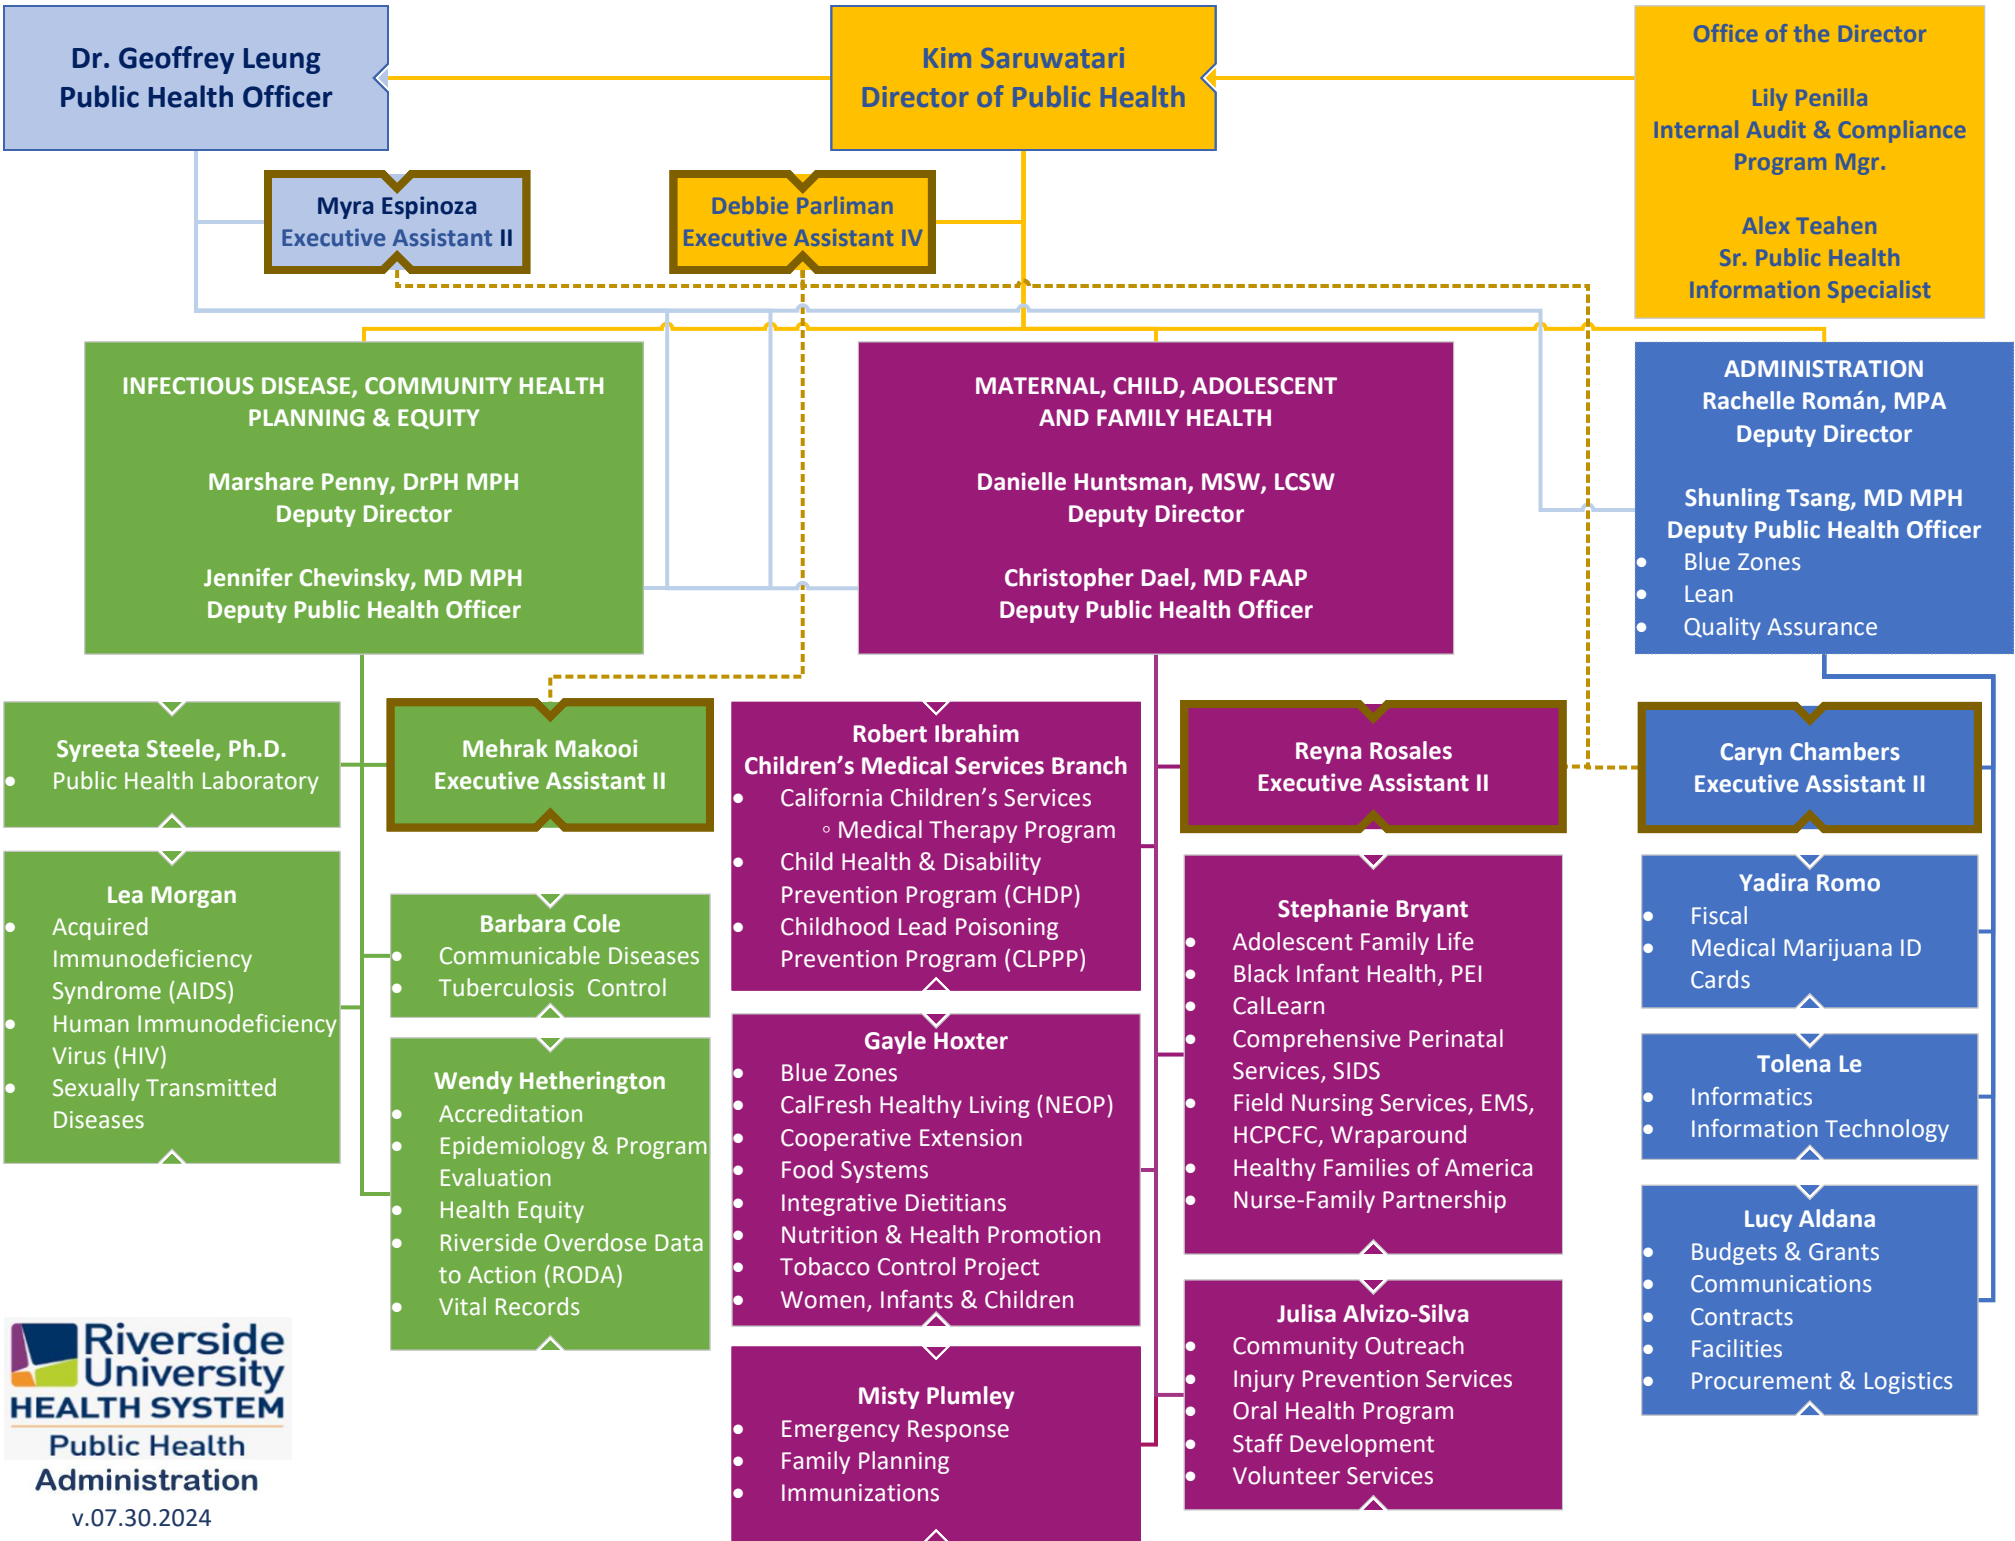 Dr. Geoffrey Leung
Public Health Officer
Kim Saruwatari
Director of Public Health
Office of the Director
Lily Penilla
Internal Audit & Compliance
Program Mgr.
Alex Teahen
Sr. Public Health
Information Specialist
Myra Espinoza
Executive Assistant II
Debbie Parliman
Executive Assistant IV
INFECTIOUS DISEASE, COMMUNITY HEALTH
PLANNING & EQUITY
Marshare Penny, DrPH MPH
Deputy Director
Jennifer Chevinsky, MD MPH
Deputy Public Health Officer
MATERNAL, CHILD, ADOLESCENT
AND FAMILY HEALTH
Danielle Huntsman, MSW, LCSW
Deputy Director
Christopher Dael, MD FAAP
Deputy Public Health Officer
ADMINISTRATION
Rachelle Román, MPA
Deputy Director
Shunling Tsang, MD MPH
Deputy Public Health Officer
• Blue Zones
• Lean
• Quality Assurance
Syreeta Steele, Ph.D.
• Public Health Laboratory
Mehrak Makooi
Executive Assistant II
Lea Morgan
• Acquired
Immunodeficiency
Syndrome (AIDS)
• Human Immunodeficiency
Virus (HIV)
• Sexually Transmitted
Diseases
Barbara Cole
• Communicable Diseases
• Tuberculosis Control
Wendy Hetherington
• Accreditation
• Epidemiology & Program
Evaluation
• Health Equity
• Riverside Overdose Data
to Action (RODA)
• Vital Records
Robert Ibrahim
Children’s Medical Services Branch
• California Children’s Services
◦ Medical Therapy Program
• Child Health & Disability
Prevention Program (CHDP)
• Childhood Lead Poisoning
Prevention Program (CLPPP)
Gayle Hoxter
• Blue Zones
• CalFresh Healthy Living (NEOP)
• Cooperative Extension
• Food Systems
• Integrative Dietitians
• Nutrition & Health Promotion
• Tobacco Control Project
• Women, Infants & Children
Misty Plumley
• Emergency Response
• Family Planning
• Immunizations
Reyna Rosales
Executive Assistant II
Stephanie Bryant
• Adolescent Family Life
• Black Infant Health, PEI
• CalLearn
• Comprehensive Perinatal
Services, SIDS
• Field Nursing Services, EMS,
HCPCFC, Wraparound
• Healthy Families of America
• Nurse-Family Partnership
Julisa Alvizo-Silva
• Community Outreach
• Injury Prevention Services
• Oral Health Program
• Staff Development
• Volunteer Services
Caryn Chambers
Executive Assistant II
Yadira Romo
• Fiscal
• Medical Marijuana ID
Cards
Tolena Le
• Informatics
• Information Technology
Lucy Aldana
• Budgets & Grants
• Communications
• Contracts
• Facilities
• Procurement & Logistics
Riverside
University
HEALTH SYSTEM
Public Health
Administration
v.07.30.2024